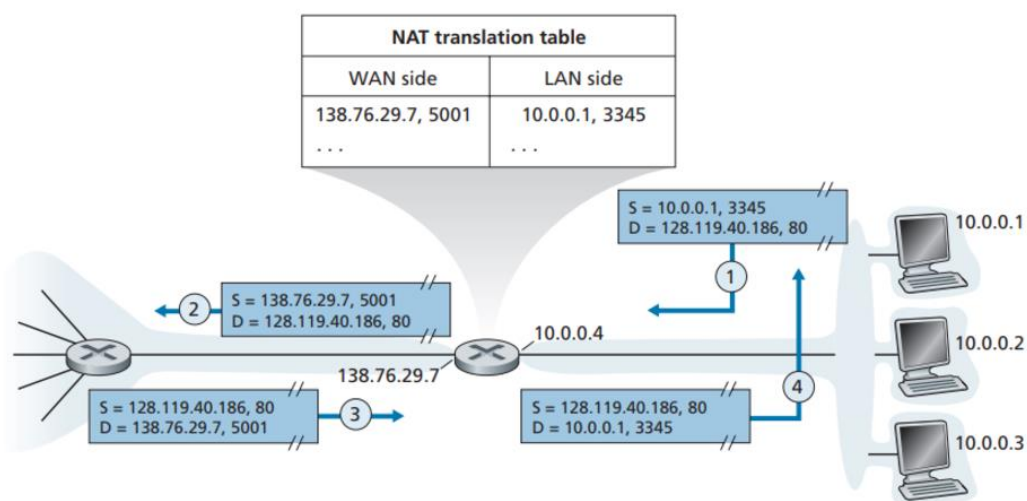 NAT translation table
WAN side LAN side
138.76.29.7, 5001 10.0.0.1, 3345
. . . . . .
S = 10.0.0.1, 3345
D = 128.119.40.186, 80
10.0.0.1
1
2
S = 138.76.29.7, 5001
D = 128.119.40.186, 80
10.0.0.4
10.0.0.2
138.76.29.7
4
S = 128.119.40.186, 80
D = 138.76.29.7, 5001
3
S = 128.119.40.186, 80
D = 10.0.0.1, 3345
10.0.0.3